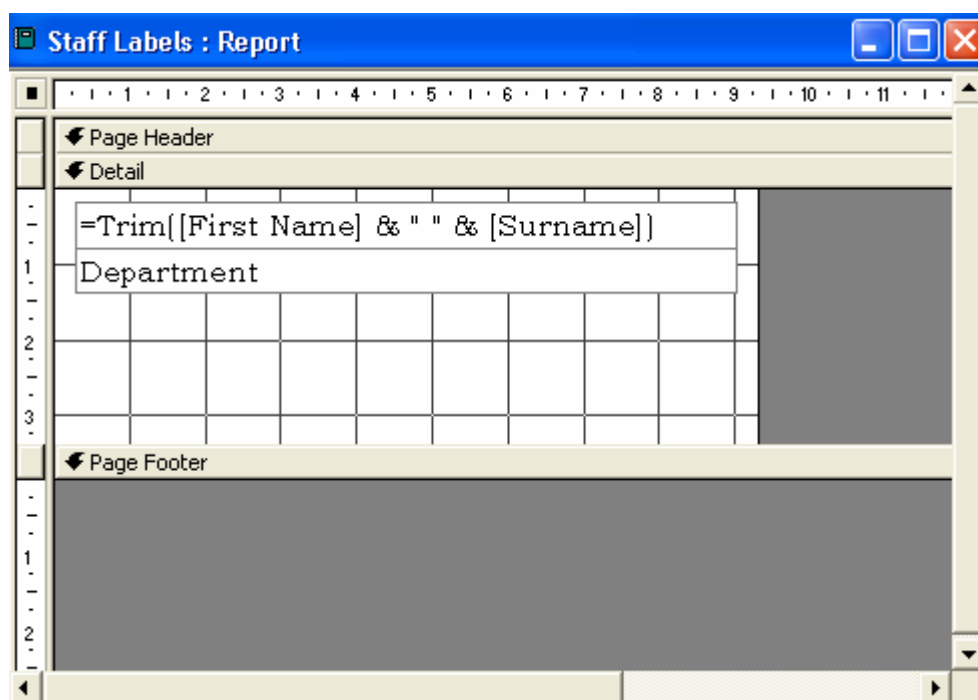 Staff Labels : Report
1 2 3 4 5 6 7 8 9 10 11
Page Header
Detail
=Trim([First Name] & " " & [Surname])
1
Department
2
3
Page Footer
1
2